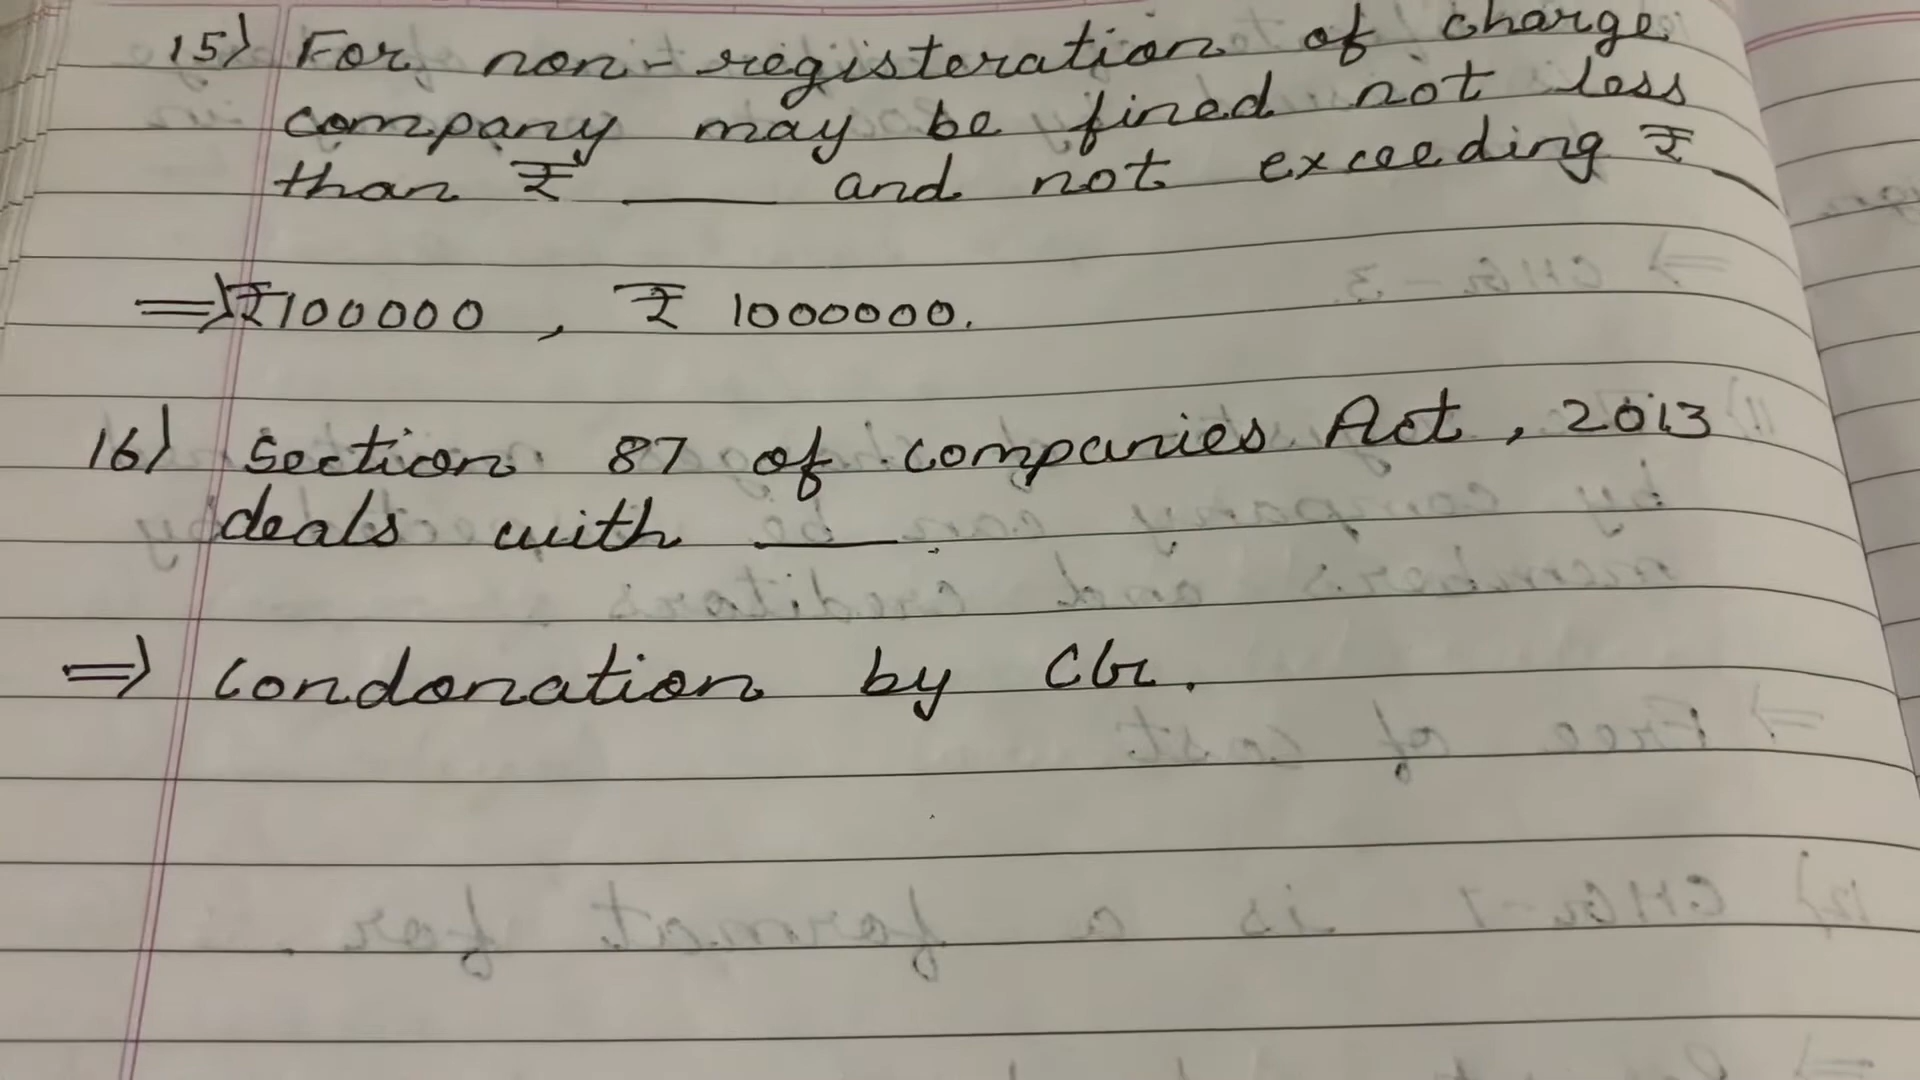 15) For non-registeration of charge
company may be fined not less
than ₹ ____ and not exceeding ₹ __
=> ₹100000, ₹ 1000000.
16) Section 87 of companies Act, 2013
deals with ____.
=> Condonation by CG.